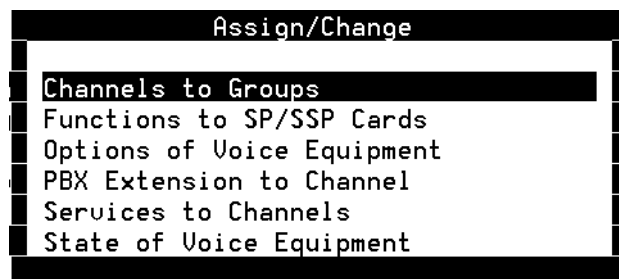 Assign/Change
Channels to Groups
Functions to SP/SSP Cards
Options of Voice Equipment
PBX Extension to Channel
Services to Channels
State of Voice Equipment